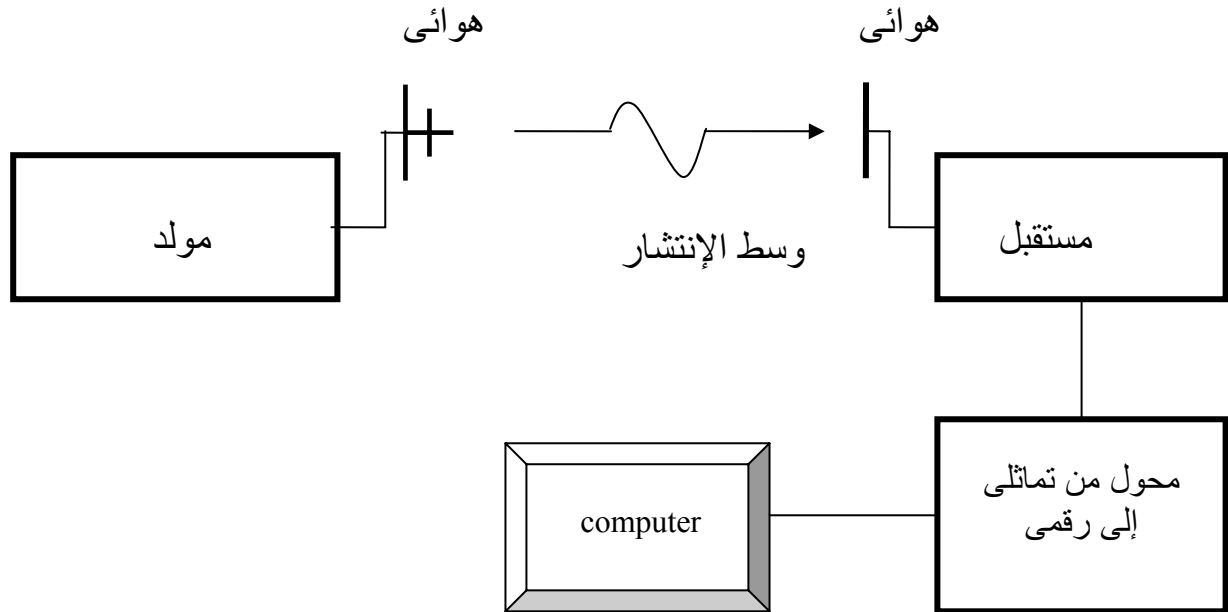 هوائى
هوائى
مستقبل
وسط الإنتشار
مولد
محول من تماثلى
إلى رقمى
computer